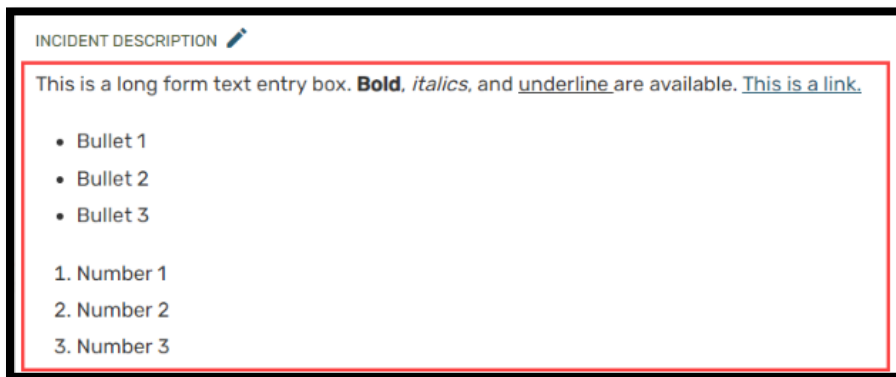 INCIDENT DESCRIPTION
This is a long form text entry box. Bold, italics, and underline are available. This is a link.
• Bullet 1
• Bullet 2
• Bullet 3
1. Number 1
2. Number 2
3. Number 3